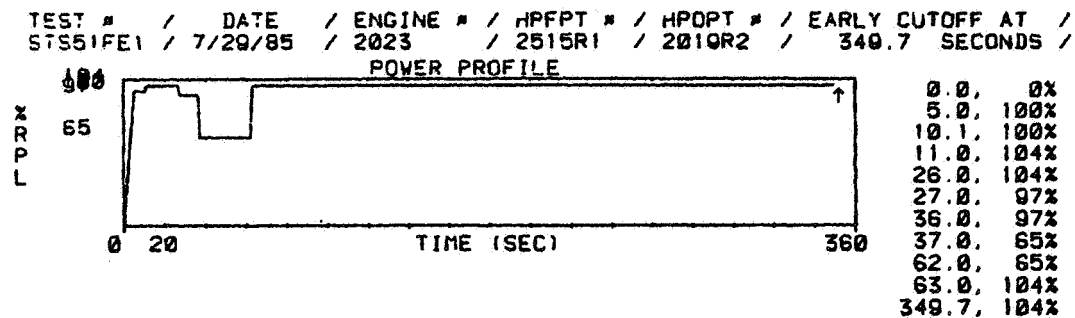 TEST # / DATE / ENGINE # / HPFPT # / HPOPT # / EARLY CUTOFF AT /
STS51FE1 / 7/29/85 / 2023 / 2515R1 / 2019R2 / 349.7 SECONDS /
POWER PROFILE
104
65
% RPL
0 20 TIME (SEC) 360
0.0, 0%
5.0, 100%
10.1, 100%
11.0, 104%
26.0, 104%
27.0, 97%
36.0, 97%
37.0, 65%
62.0, 65%
63.0, 104%
349.7, 104%